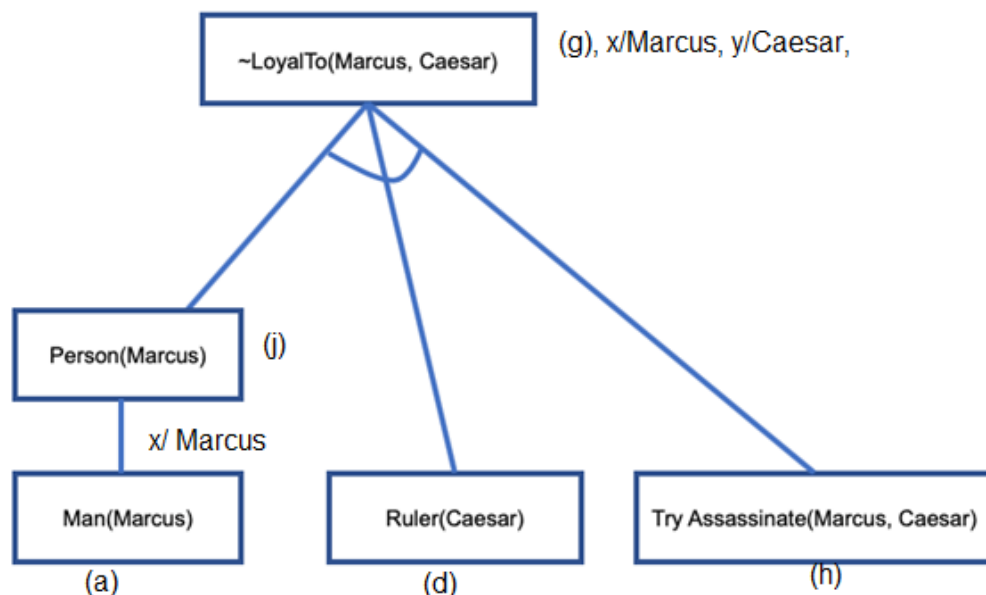 ~LoyalTo(Marcus, Caesar)
(g), x/Marcus, y/Caesar,
Person(Marcus)
(j)
x/ Marcus
Man(Marcus)
Ruler(Caesar)
Try Assassinate(Marcus, Caesar)
(a)
(d)
(h)